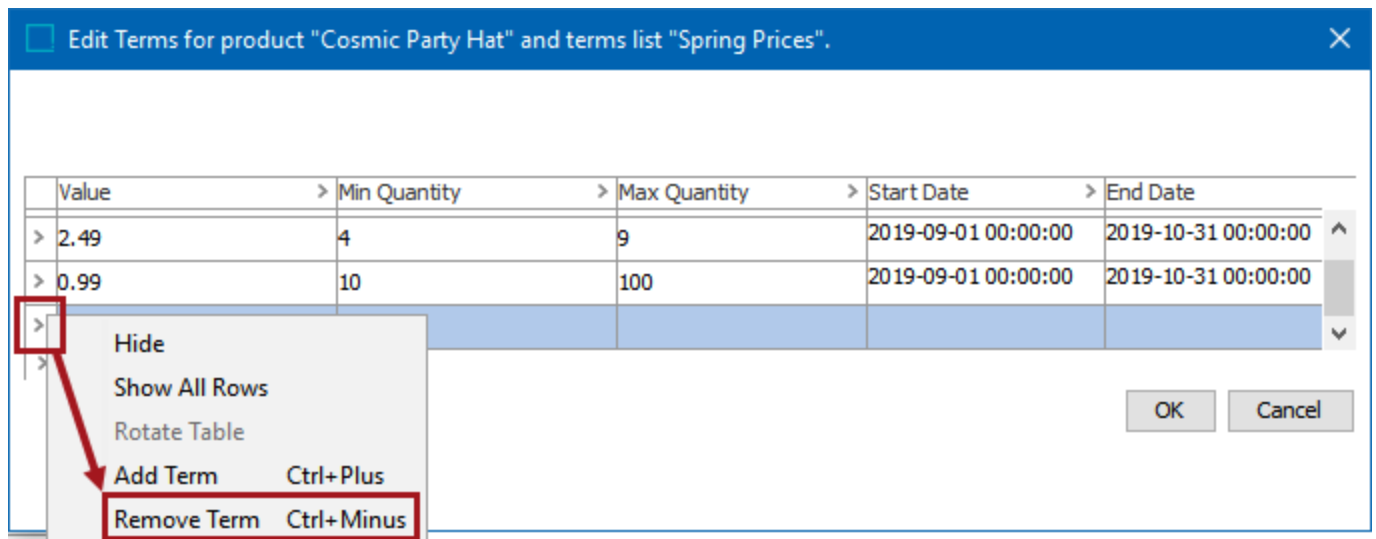 Edit Terms for product "Cosmic Party Hat" and terms list "Spring Prices".
Value > Min Quantity > Max Quantity > Start Date > End Date
> 2.49 4 9 2019-09-01 00:00:00 2019-10-31 00:00:00
> 0.99 10 100 2019-09-01 00:00:00 2019-10-31 00:00:00
>
>
Hide
Show All Rows
Rotate Table
Add Term Ctrl+Plus
Remove Term Ctrl+Minus
OK Cancel